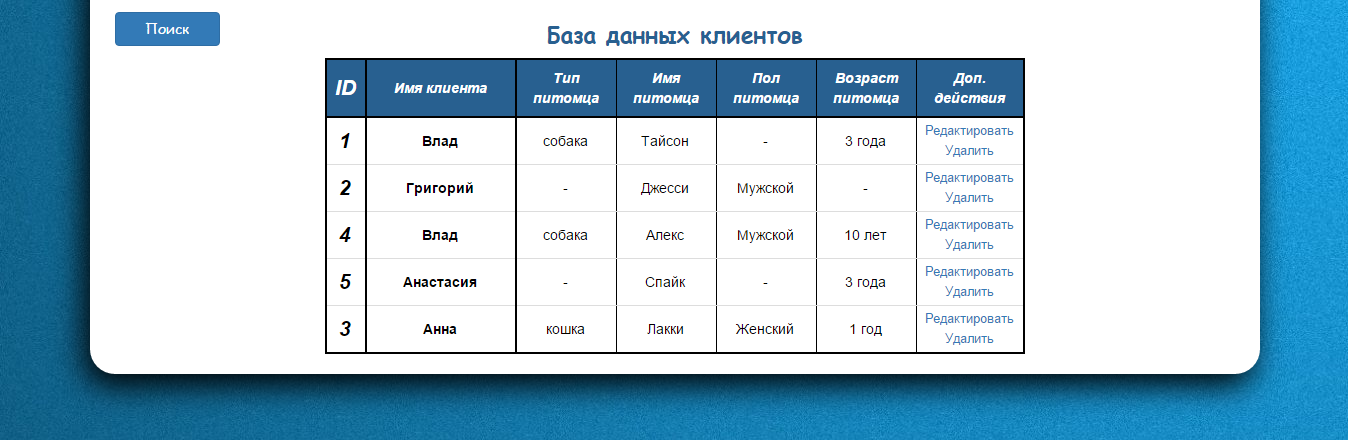 Поиск
База данных клиентов
ID Имя клиента Тип питомца Имя питомца Пол питомца Возраст питомца Доп. действия
1 Влад собака Тайсон - 3 года Редактировать Удалить
2 Григорий - Джесси Мужской - Редактировать Удалить
4 Влад собака Алекс Мужской 10 лет Редактировать Удалить
5 Анастасия - Спайк - 3 года Редактировать Удалить
3 Анна кошка Лакки Женский 1 год Редактировать Удалить